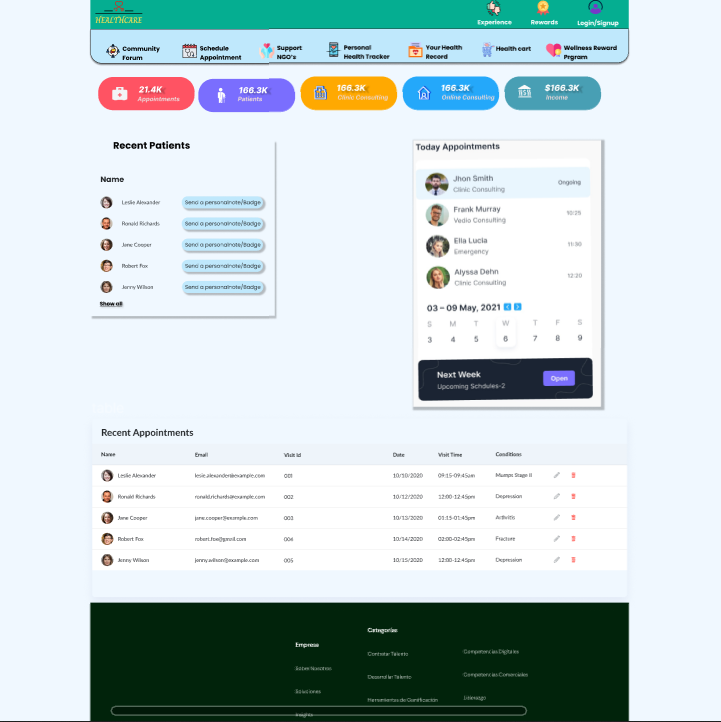 HEALTHCARE
Experience
Rewards
Login/Signup
Community
Forum
Schedule
Appointment
Support
NGO's
Personal
Health Tracker
Your Health
Record
Health cart
Wellness Reward
Prgram
21.4K
Appointments
166.3K
Patients
166.3K
Clinic Consulting
166.3K
Online Consulting
$166.3K
Income
Recent Patients
Name
Leslie Alexander Send a personalnote/Badge
Ronald Richards Send a personalnote/Badge
Jane Cooper Send a personalnote/Badge
Robert Fox Send a personalnote/Badge
Jenny Wilson Send a personalnote/Badge
Show all
Today Appointments
Jhon Smith
Clinic Consulting
Ongoing
Frank Murray
Vedio Consulting
10:25
Ella Lucia
Emergency
11:30
Alyssa Dehn
Clinic Consulting
12:20
03 – 09 May, 2021
S M T W T F S
3 4 5 6 7 8 9
Next Week
Upcoming Schdules-2
Open
Recent Appointments
Name Email Visit Id Date Visit Time Conditions
Leslie Alexander leslie.alexander@example.com 001 10/10/2020 09:15-09:45am Mumps Stage II
Ronald Richards ronald.richards@example.com 002 10/12/2020 12:00-12:45pm Depression
Jane Cooper jane.cooper@example.com 003 10/13/2020 01:15-01:45pm Arthritis
Robert Fox robert.fox@gmail.com 004 10/14/2020 02:00-02:45pm Fracture
Jenny Wilson jenny.wilson@example.com 005 10/15/2020 12:00-12:45pm Depression
Empresa
Sobre Nosotros
Soluciones
Insights
Categorías
Contratar Talento
Desarrollar Talento
Herramientas de Gamificación
Competencias Digitales
Competencias Comerciales
Liderazgo